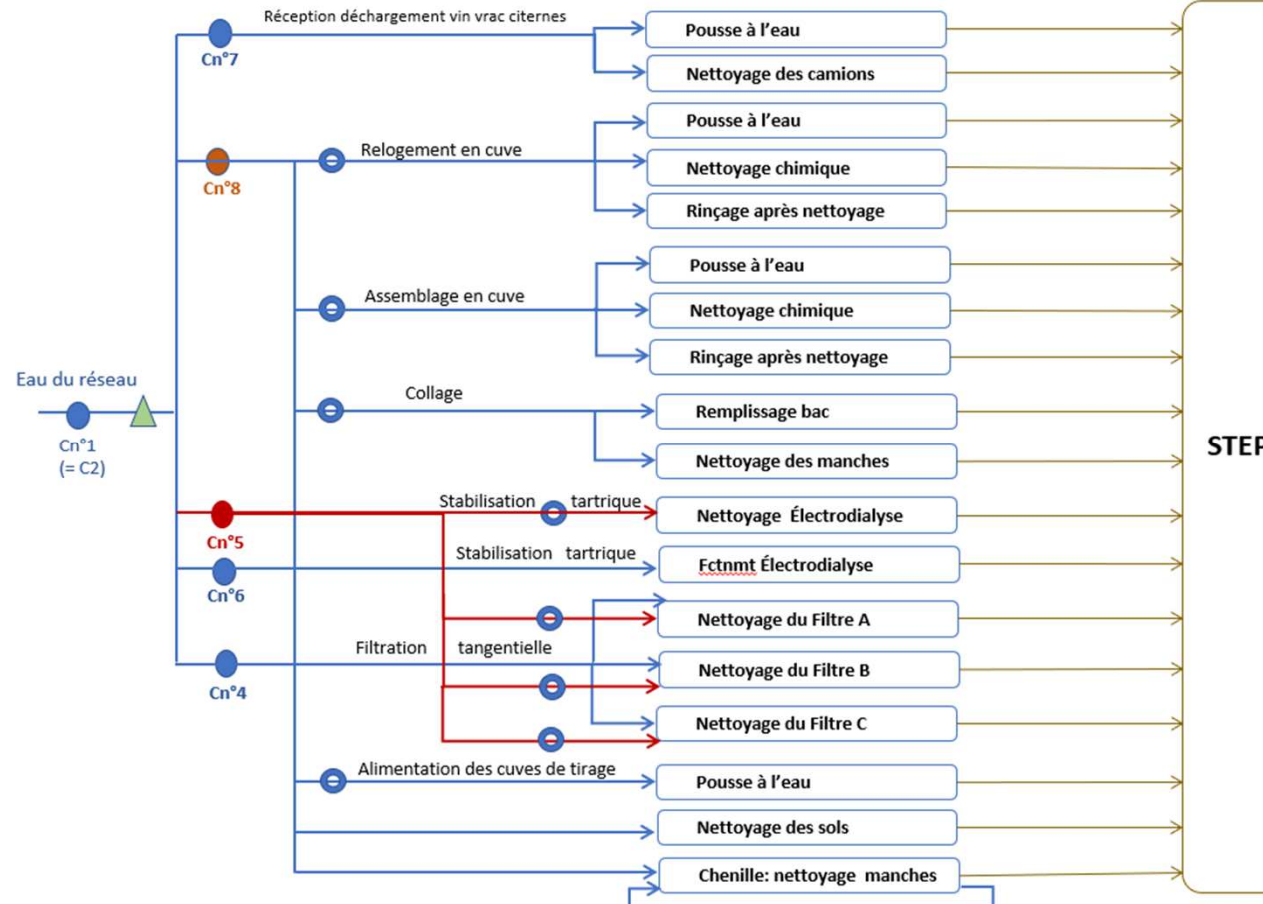 Réception déchargement vin vrac citernes
Pousse à l’eau
Cn°7
Nettoyage des camions
Pousse à l’eau
Relogement en cuve
Nettoyage chimique
Cn°8
Rinçage après nettoyage
Pousse à l’eau
Assemblage en cuve
Nettoyage chimique
Rinçage après nettoyage
Eau du réseau
Collage
Remplissage bac
Cn°1
(= C2)
STEP
Nettoyage des manches
Stabilisation tartrique
Nettoyage Électrodialyse
Cn°5
Stabilisation tartrique
Fctnmt Électrodialyse
Cn°6
Nettoyage du Filtre A
Filtration tangentielle
Nettoyage du Filtre B
Cn°4
Nettoyage du Filtre C
Alimentation des cuves de tirage
Pousse à l’eau
Nettoyage des sols
Chenille: nettoyage manches